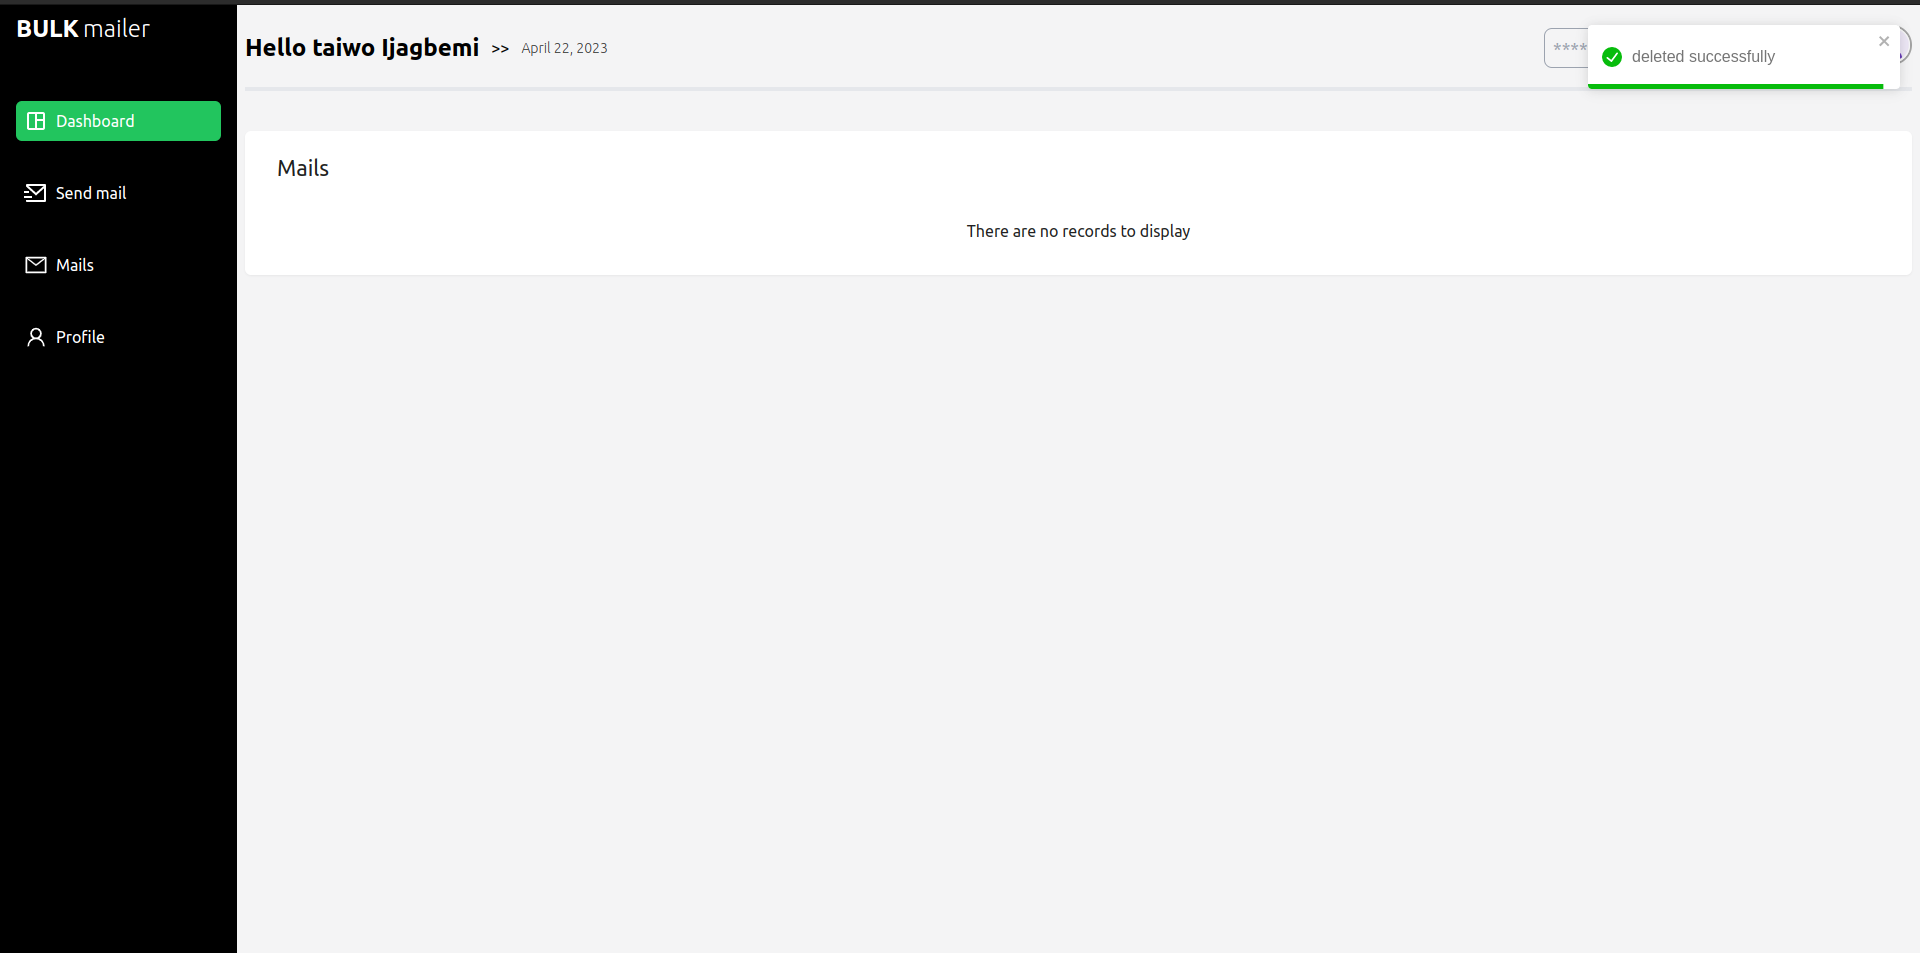 BULK mailer
Dashboard
Send mail
Mails
Profile
Hello taiwo Ijagbemi >> April 22, 2023
****
deleted successfully
Mails
There are no records to display